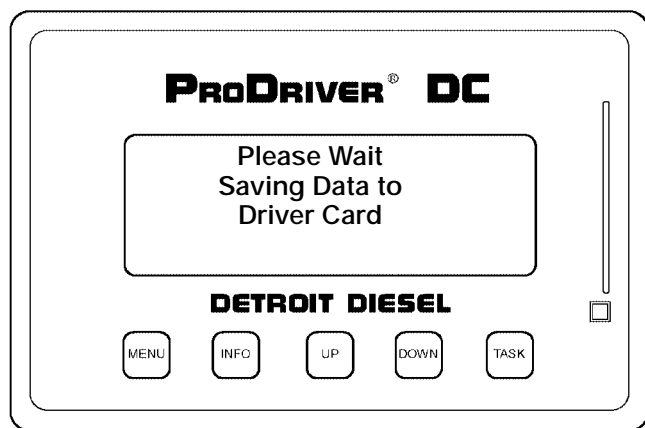 PRODRIVER® DC
Please Wait
Saving Data to
Driver Card
DETROIT DIESEL
MENU INFO UP DOWN TASK